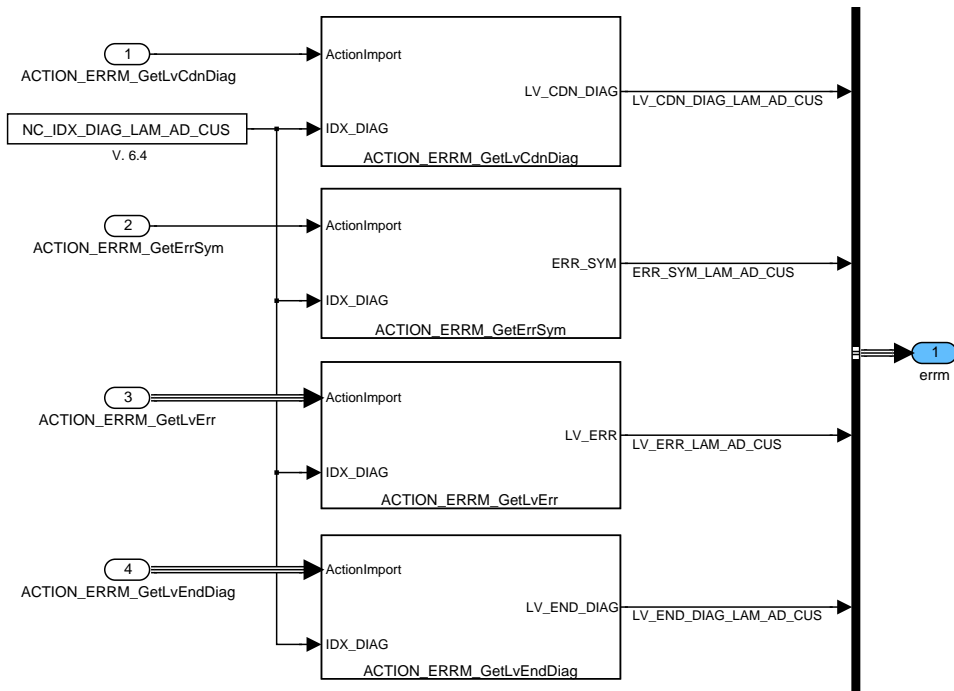 1
ACTION_ERRM_GetLvCdnDiag
NC_IDX_DIAG_LAM_AD_CUS
V. 6.4
ActionImport
IDX_DIAG
LV_CDN_DIAG
ACTION_ERRM_GetLvCdnDiag
LV_CDN_DIAG_LAM_AD_CUS
2
ACTION_ERRM_GetErrSym
ActionImport
IDX_DIAG
ERR_SYM
ACTION_ERRM_GetErrSym
ERR_SYM_LAM_AD_CUS
1
errm
3
ACTION_ERRM_GetLvErr
ActionImport
IDX_DIAG
LV_ERR
ACTION_ERRM_GetLvErr
LV_ERR_LAM_AD_CUS
4
ACTION_ERRM_GetLvEndDiag
ActionImport
IDX_DIAG
LV_END_DIAG
ACTION_ERRM_GetLvEndDiag
LV_END_DIAG_LAM_AD_CUS